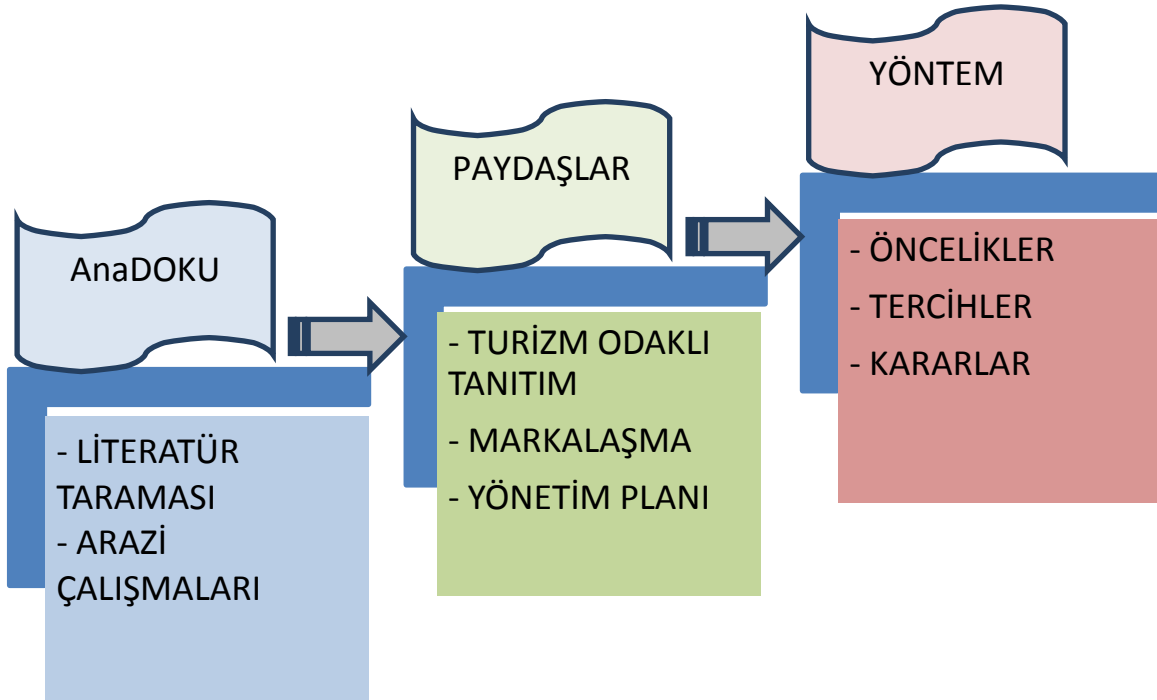 AnaDOKU
- LİTERATÜR
TARAMASI
- ARAZİ
ÇALIŞMALARI
PAYDAŞLAR
- TURİZM ODAKLI
TANITIM
- MARKALAŞMA
- YÖNETİM PLANI
YÖNTEM
- ÖNCELİKLER
- TERCİHLER
- KARARLAR